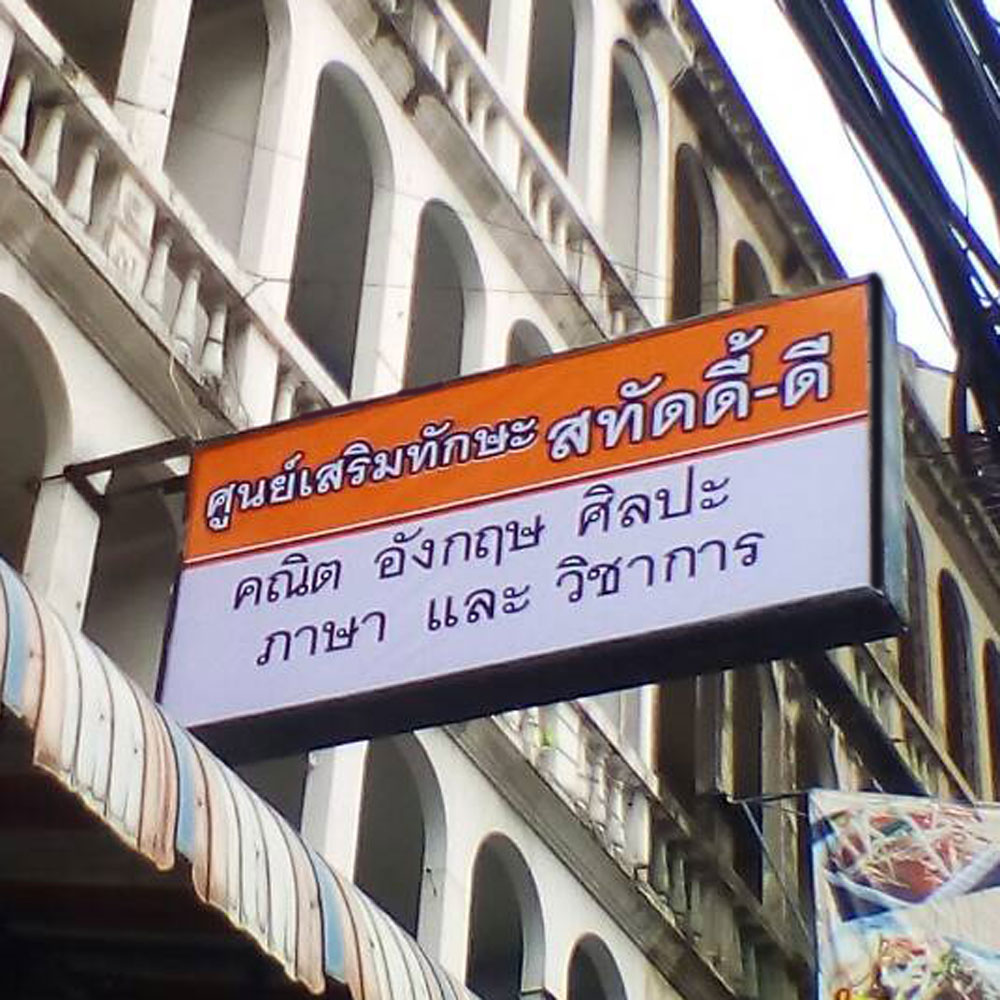 ศูนย์เสริมทักษะ สทัดดี้-ดี
คณิต อังกฤษ ศิลปะ
ภาษา และ วิชาการ